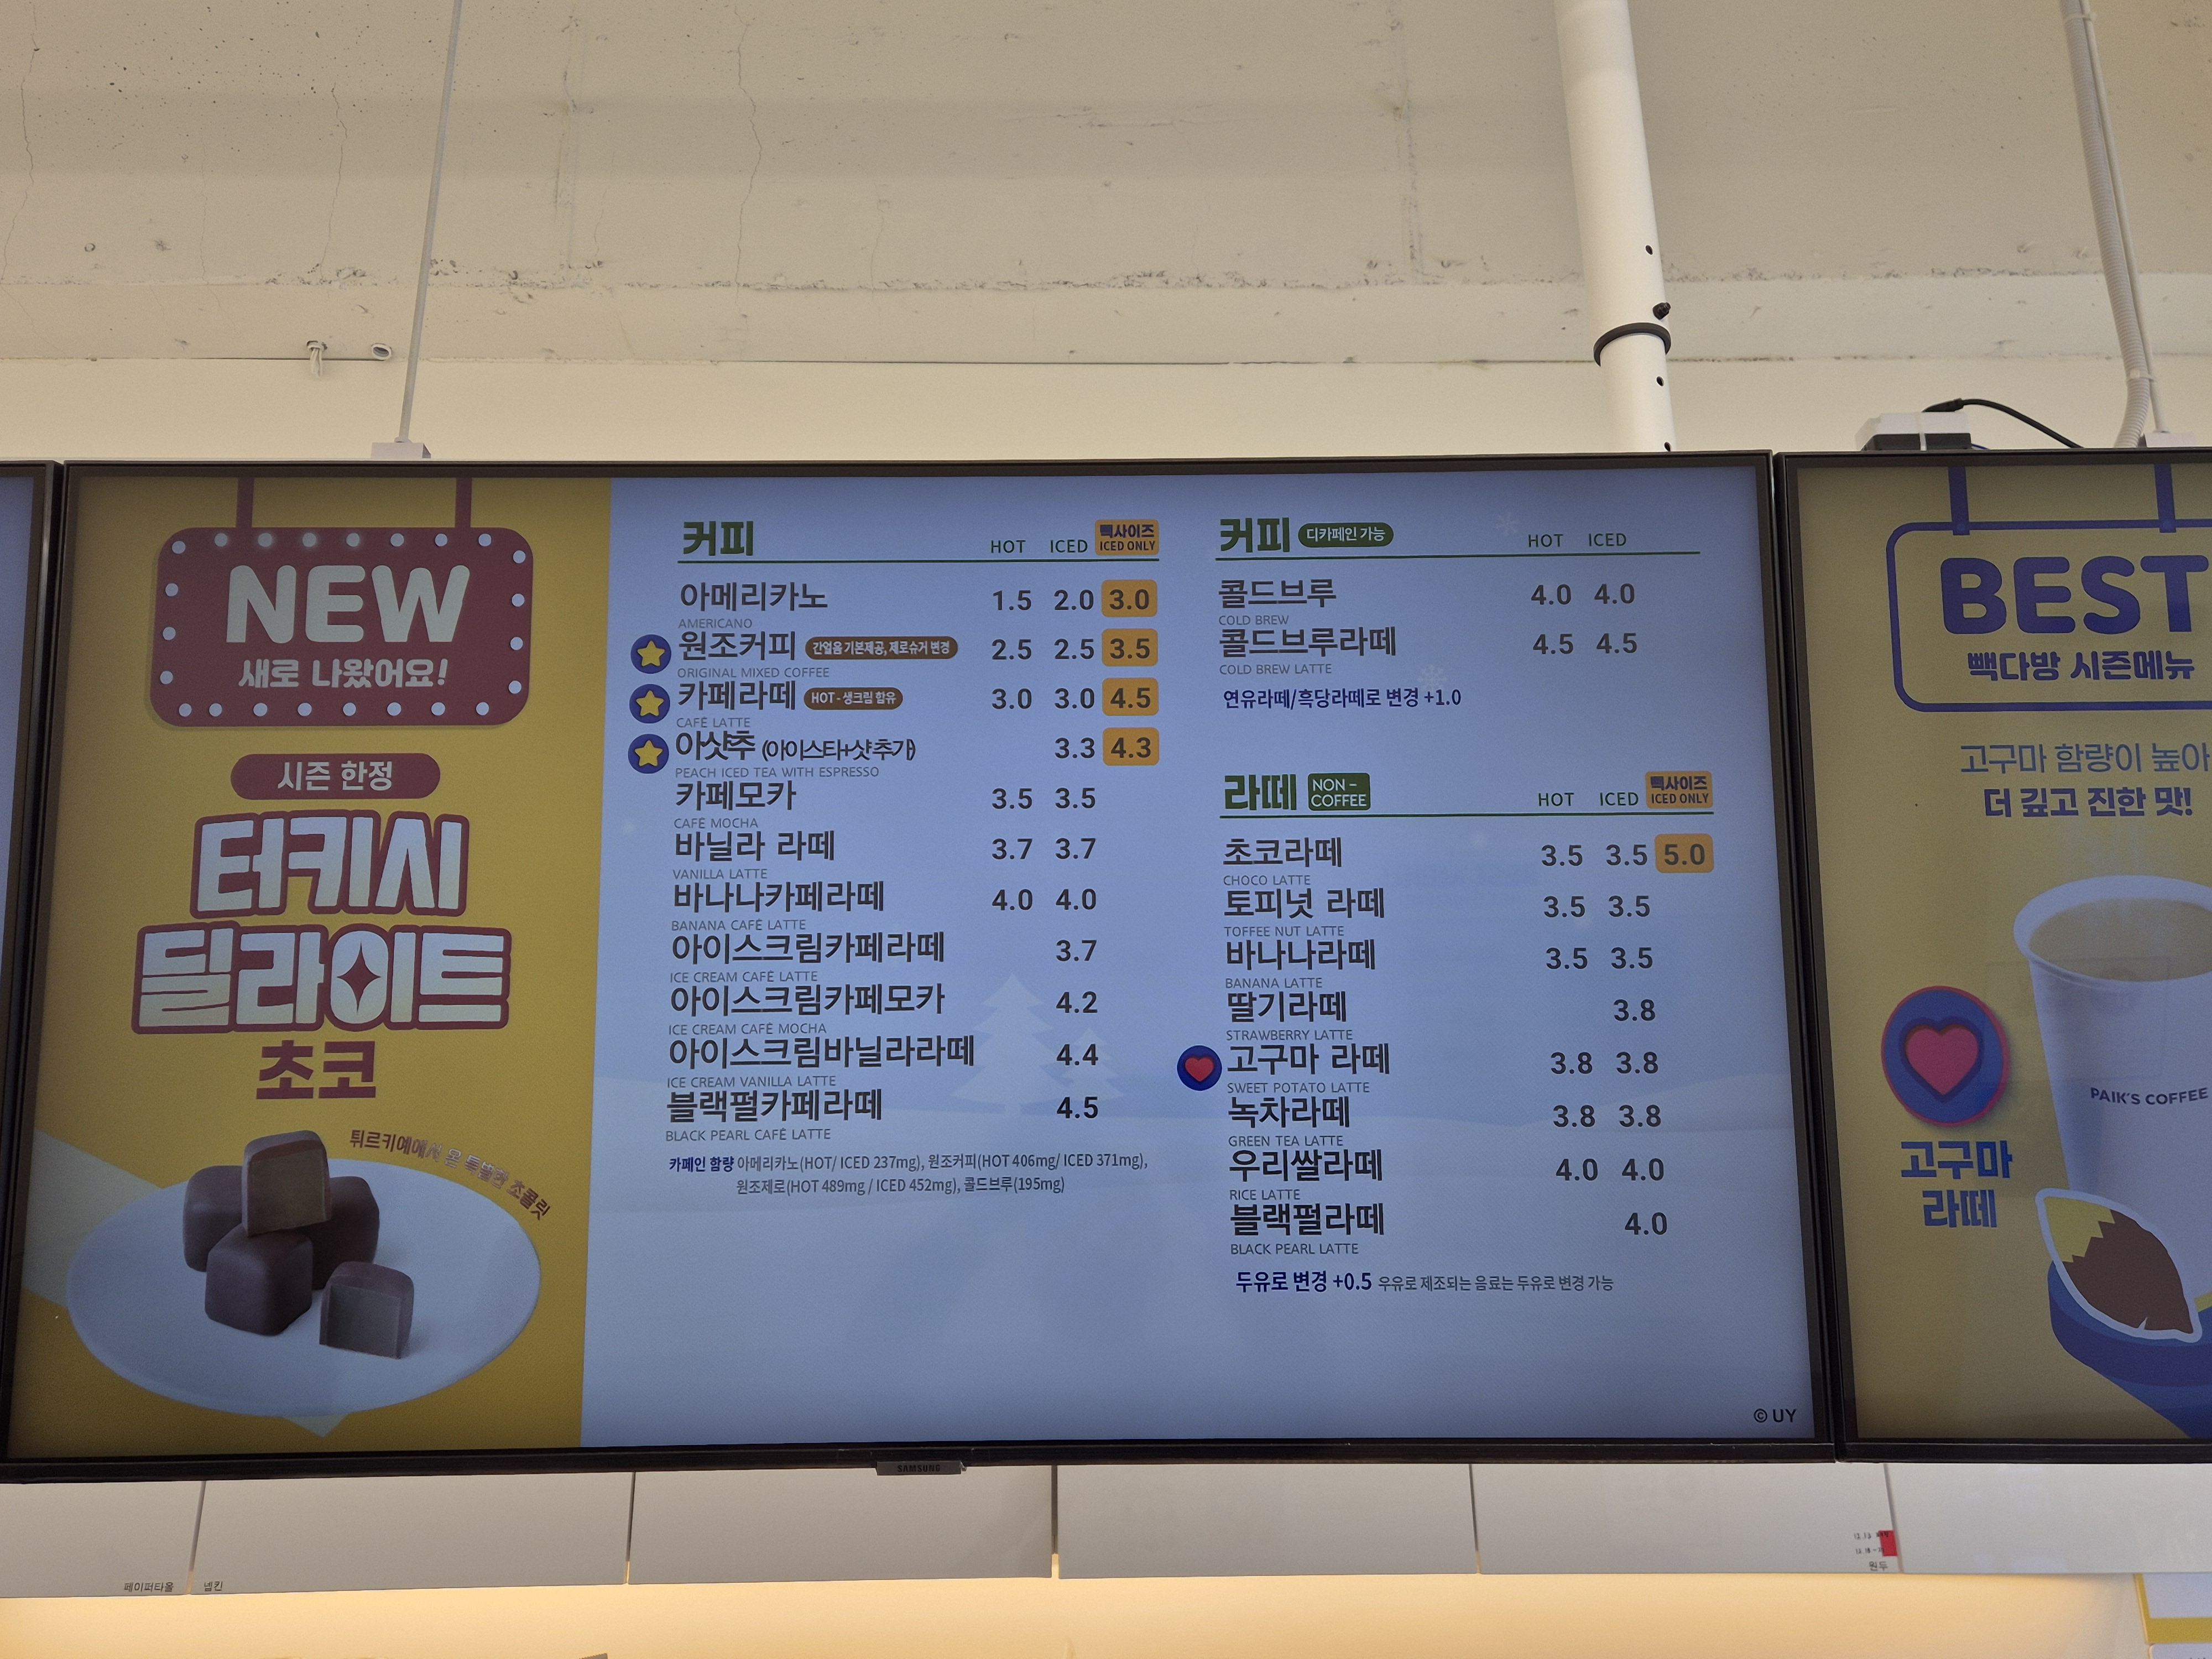 NEW
새로 나왔어요!
시즌 한정
터키시
딜라이트
초코
튀르키예에서 온 특별한 초콜릿
커피 HOT ICED 빽사이즈 ICED ONLY
아메리카노 1.5 2.0 3.0
AMERICANO
원조커피 간얼음 기본제공, 제로슈거 변경 2.5 2.5 3.5
ORIGINAL MIXED COFFEE
카페라떼 HOT - 생크림 함유 3.0 3.0 4.5
CAFÉ LATTE
아샷추 (아이스티+샷추가) 3.3 4.3
PEACH ICED TEA WITH ESPRESSO
카페모카 3.5 3.5
CAFÉ MOCHA
바닐라 라떼 3.7 3.7
VANILLA LATTE
바나나카페라떼 4.0 4.0
BANANA CAFÉ LATTE
아이스크림카페라떼 3.7
ICE CREAM CAFÉ LATTE
아이스크림카페모카 4.2
ICE CREAM CAFÉ MOCHA
아이스크림바닐라라떼 4.4
ICE CREAM VANILLA LATTE
블랙펄카페라떼 4.5
BLACK PEARL CAFÉ LATTE
카페인 함량 아메리카노(HOT/ ICED 237mg), 원조커피(HOT 406mg/ ICED 371mg),
원조제로(HOT 489mg / ICED 452mg), 콜드브루(195mg)
커피 디카페인 가능 HOT ICED
콜드브루 4.0 4.0
COLD BREW
콜드브루라떼 4.5 4.5
COLD BREW LATTE
연유라떼/흑당라떼로 변경 +1.0
라떼 NON - COFFEE HOT ICED 빽사이즈 ICED ONLY
초코라떼 3.5 3.5 5.0
CHOCO LATTE
토피넛 라떼 3.5 3.5
TOFFEE NUT LATTE
바나나라떼 3.5 3.5
BANANA LATTE
딸기라떼 3.8
STRAWBERRY LATTE
고구마 라떼 3.8 3.8
SWEET POTATO LATTE
녹차라떼 3.8 3.8
GREEN TEA LATTE
우리쌀라떼 4.0 4.0
RICE LATTE
블랙펄라떼 4.0
BLACK PEARL LATTE
두유로 변경 +0.5 우유로 제조되는 음료는 두유로 변경 가능
© UY
SAMSUNG
BEST
빽다방 시즌메뉴
고구마 함량이 높아
더 깊고 진한 맛!
PAIK'S COFFEE
고구마
라떼
페이퍼타올
냅킨
원두